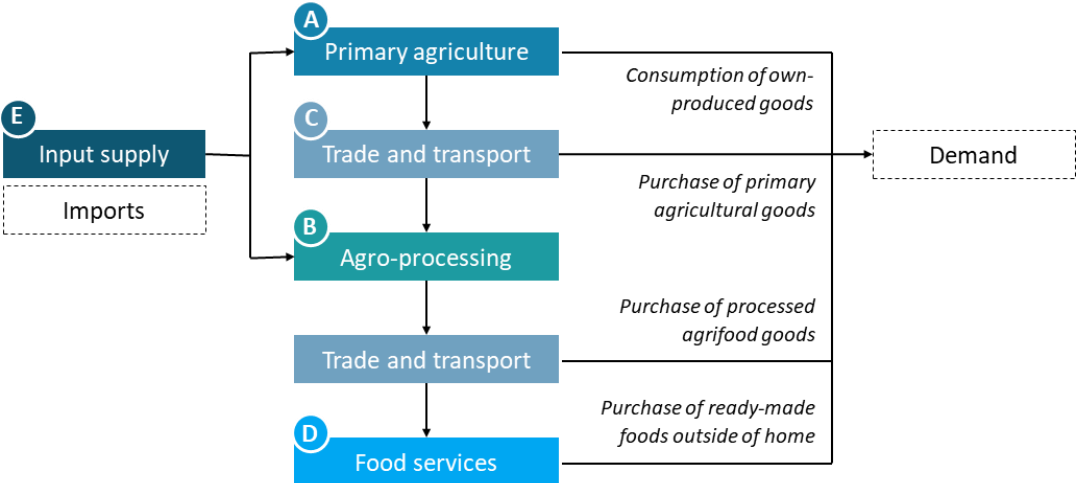 A
Primary agriculture
Consumption of own-
produced goods
E
Input supply
Imports
C
Trade and transport
Demand
Purchase of primary
agricultural goods
B
Agro-processing
Purchase of processed
agrifood goods
Trade and transport
Purchase of ready-made
foods outside of home
D
Food services